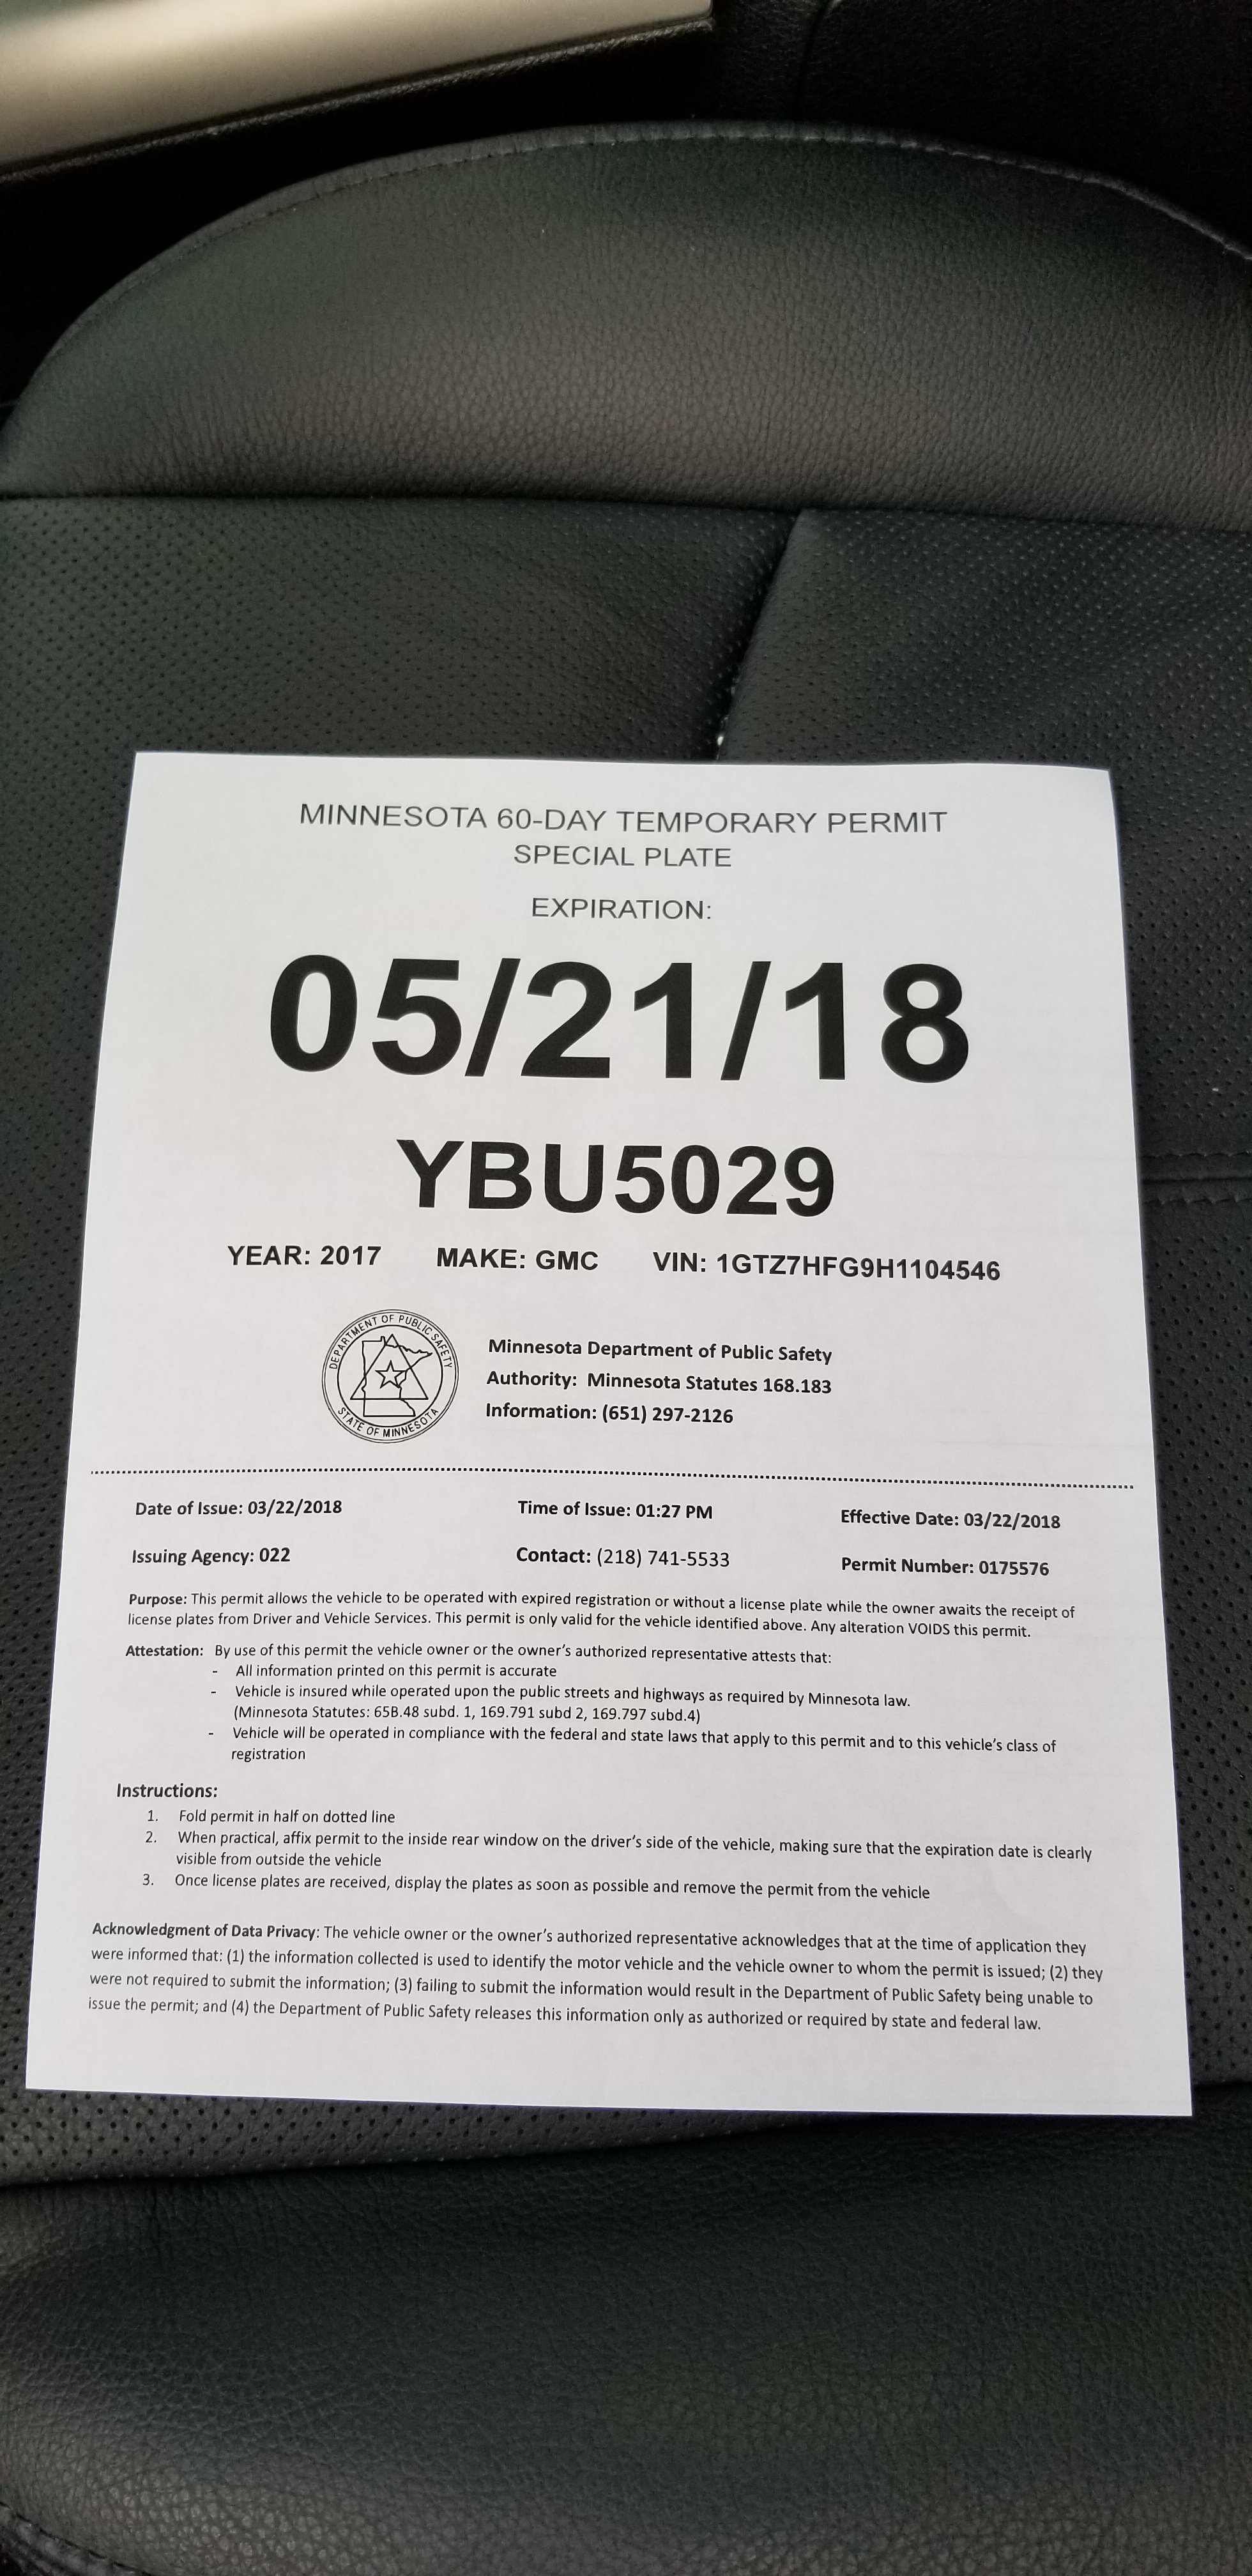 MINNESOTA 60-DAY TEMPORARY PERMIT
SPECIAL PLATE
EXPIRATION:
05/21/18
YBU5029
YEAR: 2017 MAKE: GMC VIN: 1GTZ7HFG9H1104546
DEPARTMENT OF PUBLIC SAFETY
STATE OF MINNESOTA
Minnesota Department of Public Safety
Authority: Minnesota Statutes 168.183
Information: (651) 297-2126
Date of Issue: 03/22/2018 Time of Issue: 01:27 PM Effective Date: 03/22/2018
Issuing Agency: 022 Contact: (218) 741-5533 Permit Number: 0175576
Purpose: This permit allows the vehicle to be operated with expired registration or without a license plate while the owner awaits the receipt of
license plates from Driver and Vehicle Services. This permit is only valid for the vehicle identified above. Any alteration VOIDS this permit.
Attestation: By use of this permit the vehicle owner or the owner's authorized representative attests that:
- All information printed on this permit is accurate
- Vehicle is insured while operated upon the public streets and highways as required by Minnesota law.
(Minnesota Statutes: 65B.48 subd. 1, 169.791 subd 2, 169.797 subd.4)
- Vehicle will be operated in compliance with the federal and state laws that apply to this permit and to this vehicle's class of
registration
Instructions:
1. Fold permit in half on dotted line
2. When practical, affix permit to the inside rear window on the driver's side of the vehicle, making sure that the expiration date is clearly
visible from outside the vehicle
3. Once license plates are received, display the plates as soon as possible and remove the permit from the vehicle
Acknowledgment of Data Privacy: The vehicle owner or the owner's authorized representative acknowledges that at the time of application they
were informed that: (1) the information collected is used to identify the motor vehicle and the vehicle owner to whom the permit is issued; (2) they
were not required to submit the information; (3) failing to submit the information would result in the Department of Public Safety being unable to
issue the permit; and (4) the Department of Public Safety releases this information only as authorized or required by state and federal law.